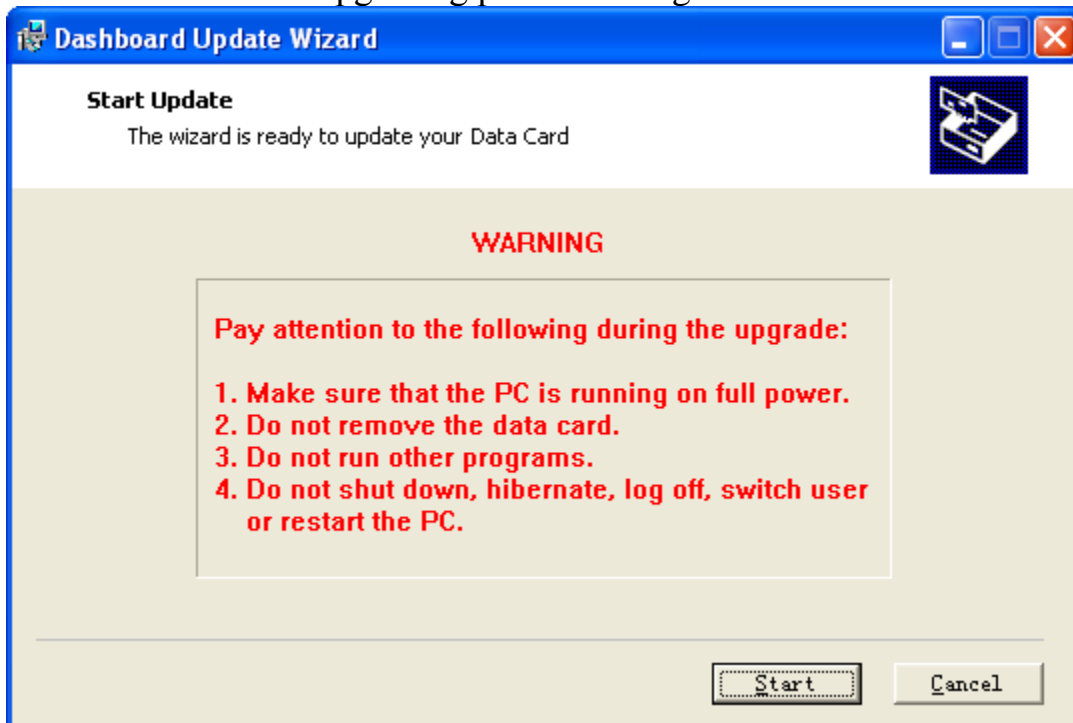 Dashboard Update Wizard
Start Update
The wizard is ready to update your Data Card
WARNING
Pay attention to the following during the upgrade:
1. Make sure that the PC is running on full power.
2. Do not remove the data card.
3. Do not run other programs.
4. Do not shut down, hibernate, log off, switch user
or restart the PC.
Start
Cancel